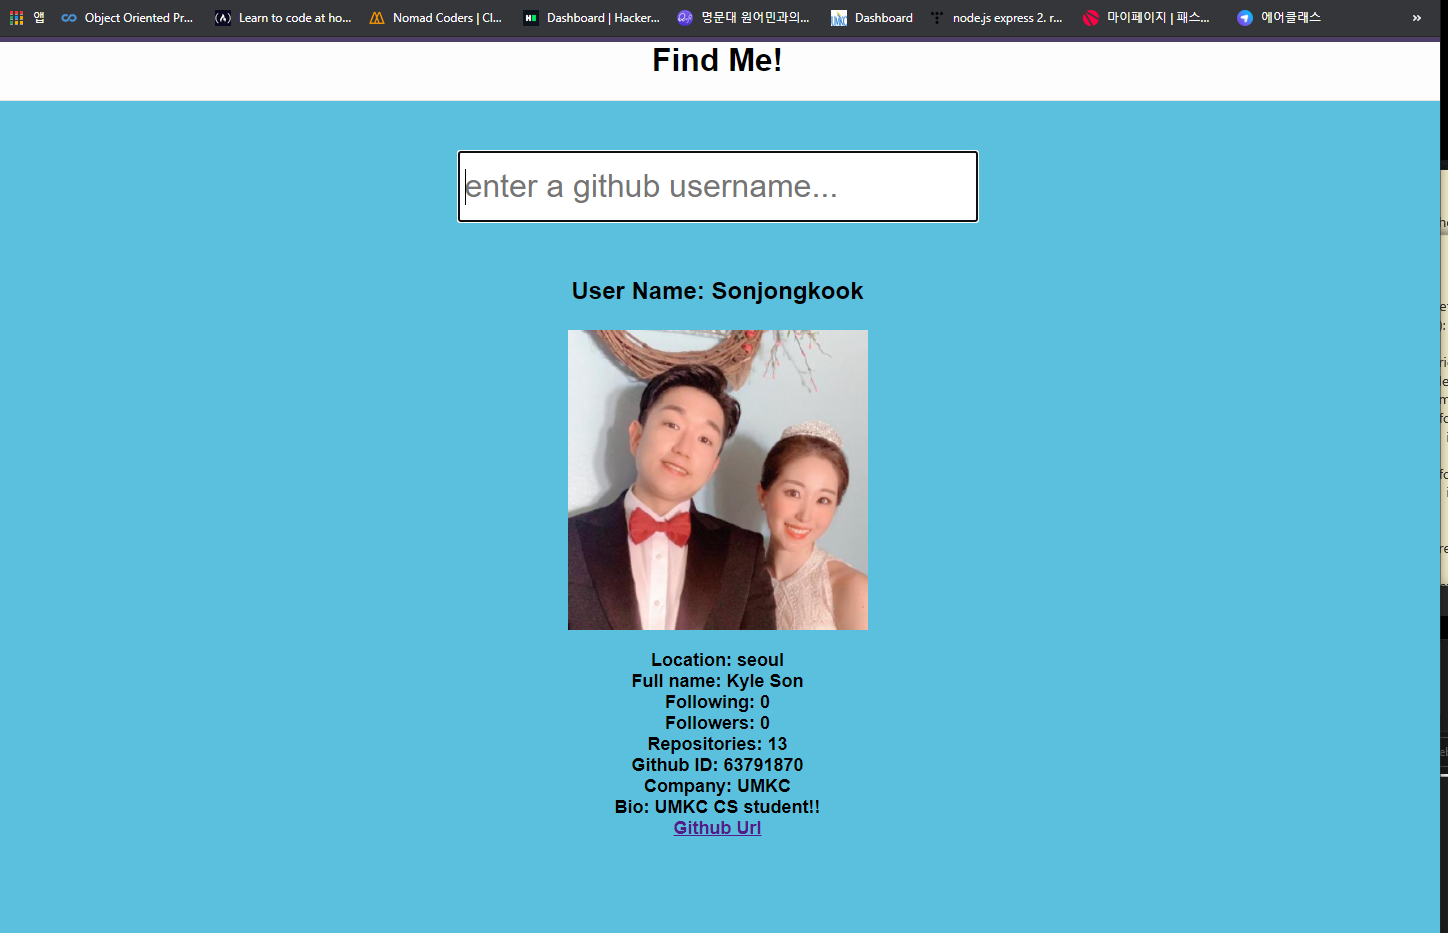 앱 Object Oriented Pr... Learn to code at ho... Nomad Coders | Cl... Dashboard | Hacker... 명문대 원어민과의... Dashboard node.js express 2. r... 마이페이지 | 패스... 에어클래스 »
Find Me!
enter a github username...
User Name: Sonjongkook
Location: seoul
Full name: Kyle Son
Following: 0
Followers: 0
Repositories: 13
Github ID: 63791870
Company: UMKC
Bio: UMKC CS student!!
Github Url